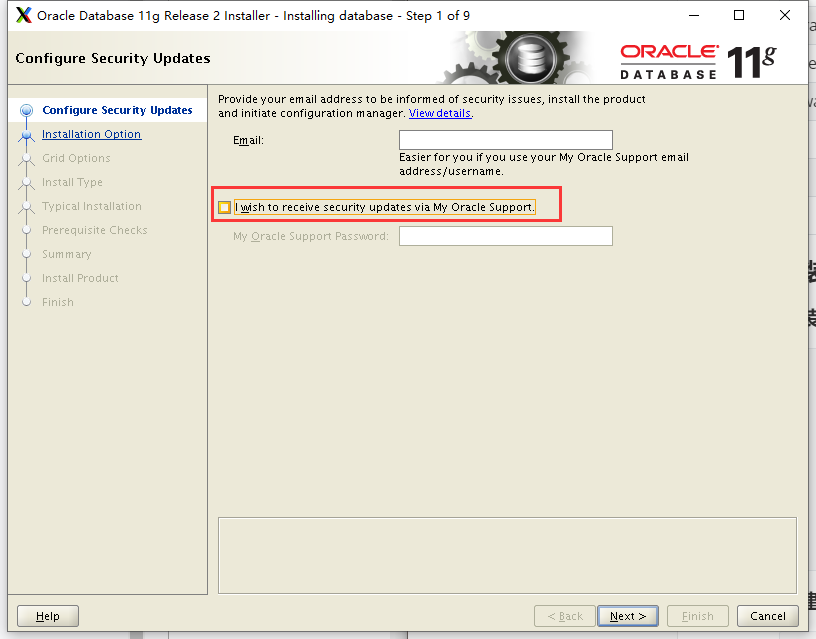 Oracle Database 11g Release 2 Installer - Installing database - Step 1 of 9
Configure Security Updates
ORACLE
DATABASE
11g
Configure Security Updates
Installation Option
Grid Options
Install Type
Typical Installation
Prerequisite Checks
Summary
Install Product
Finish
Provide your email address to be informed of security issues, install the product
and initiate configuration manager. View details.
Email:
Easier for you if you use your My Oracle Support email
address/username.
I wish to receive security updates via My Oracle Support.
My Oracle Support Password:
Help
< Back
Next >
Finish
Cancel